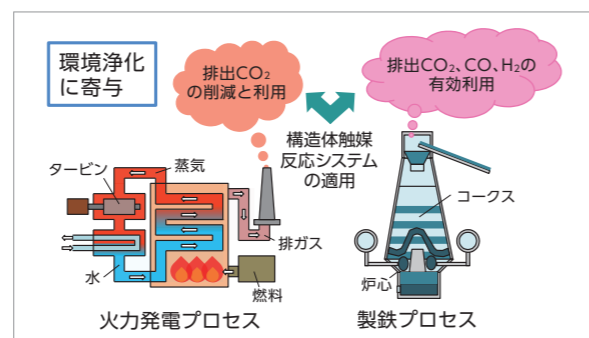 環境浄化
に寄与
排出CO₂
の削減と利用
排出CO₂、CO、H₂の
有効利用
構造体触媒
反応システム
の適用
タービン
蒸気
水
排ガス
燃料
コークス
炉心
火力発電プロセス
製鉄プロセス